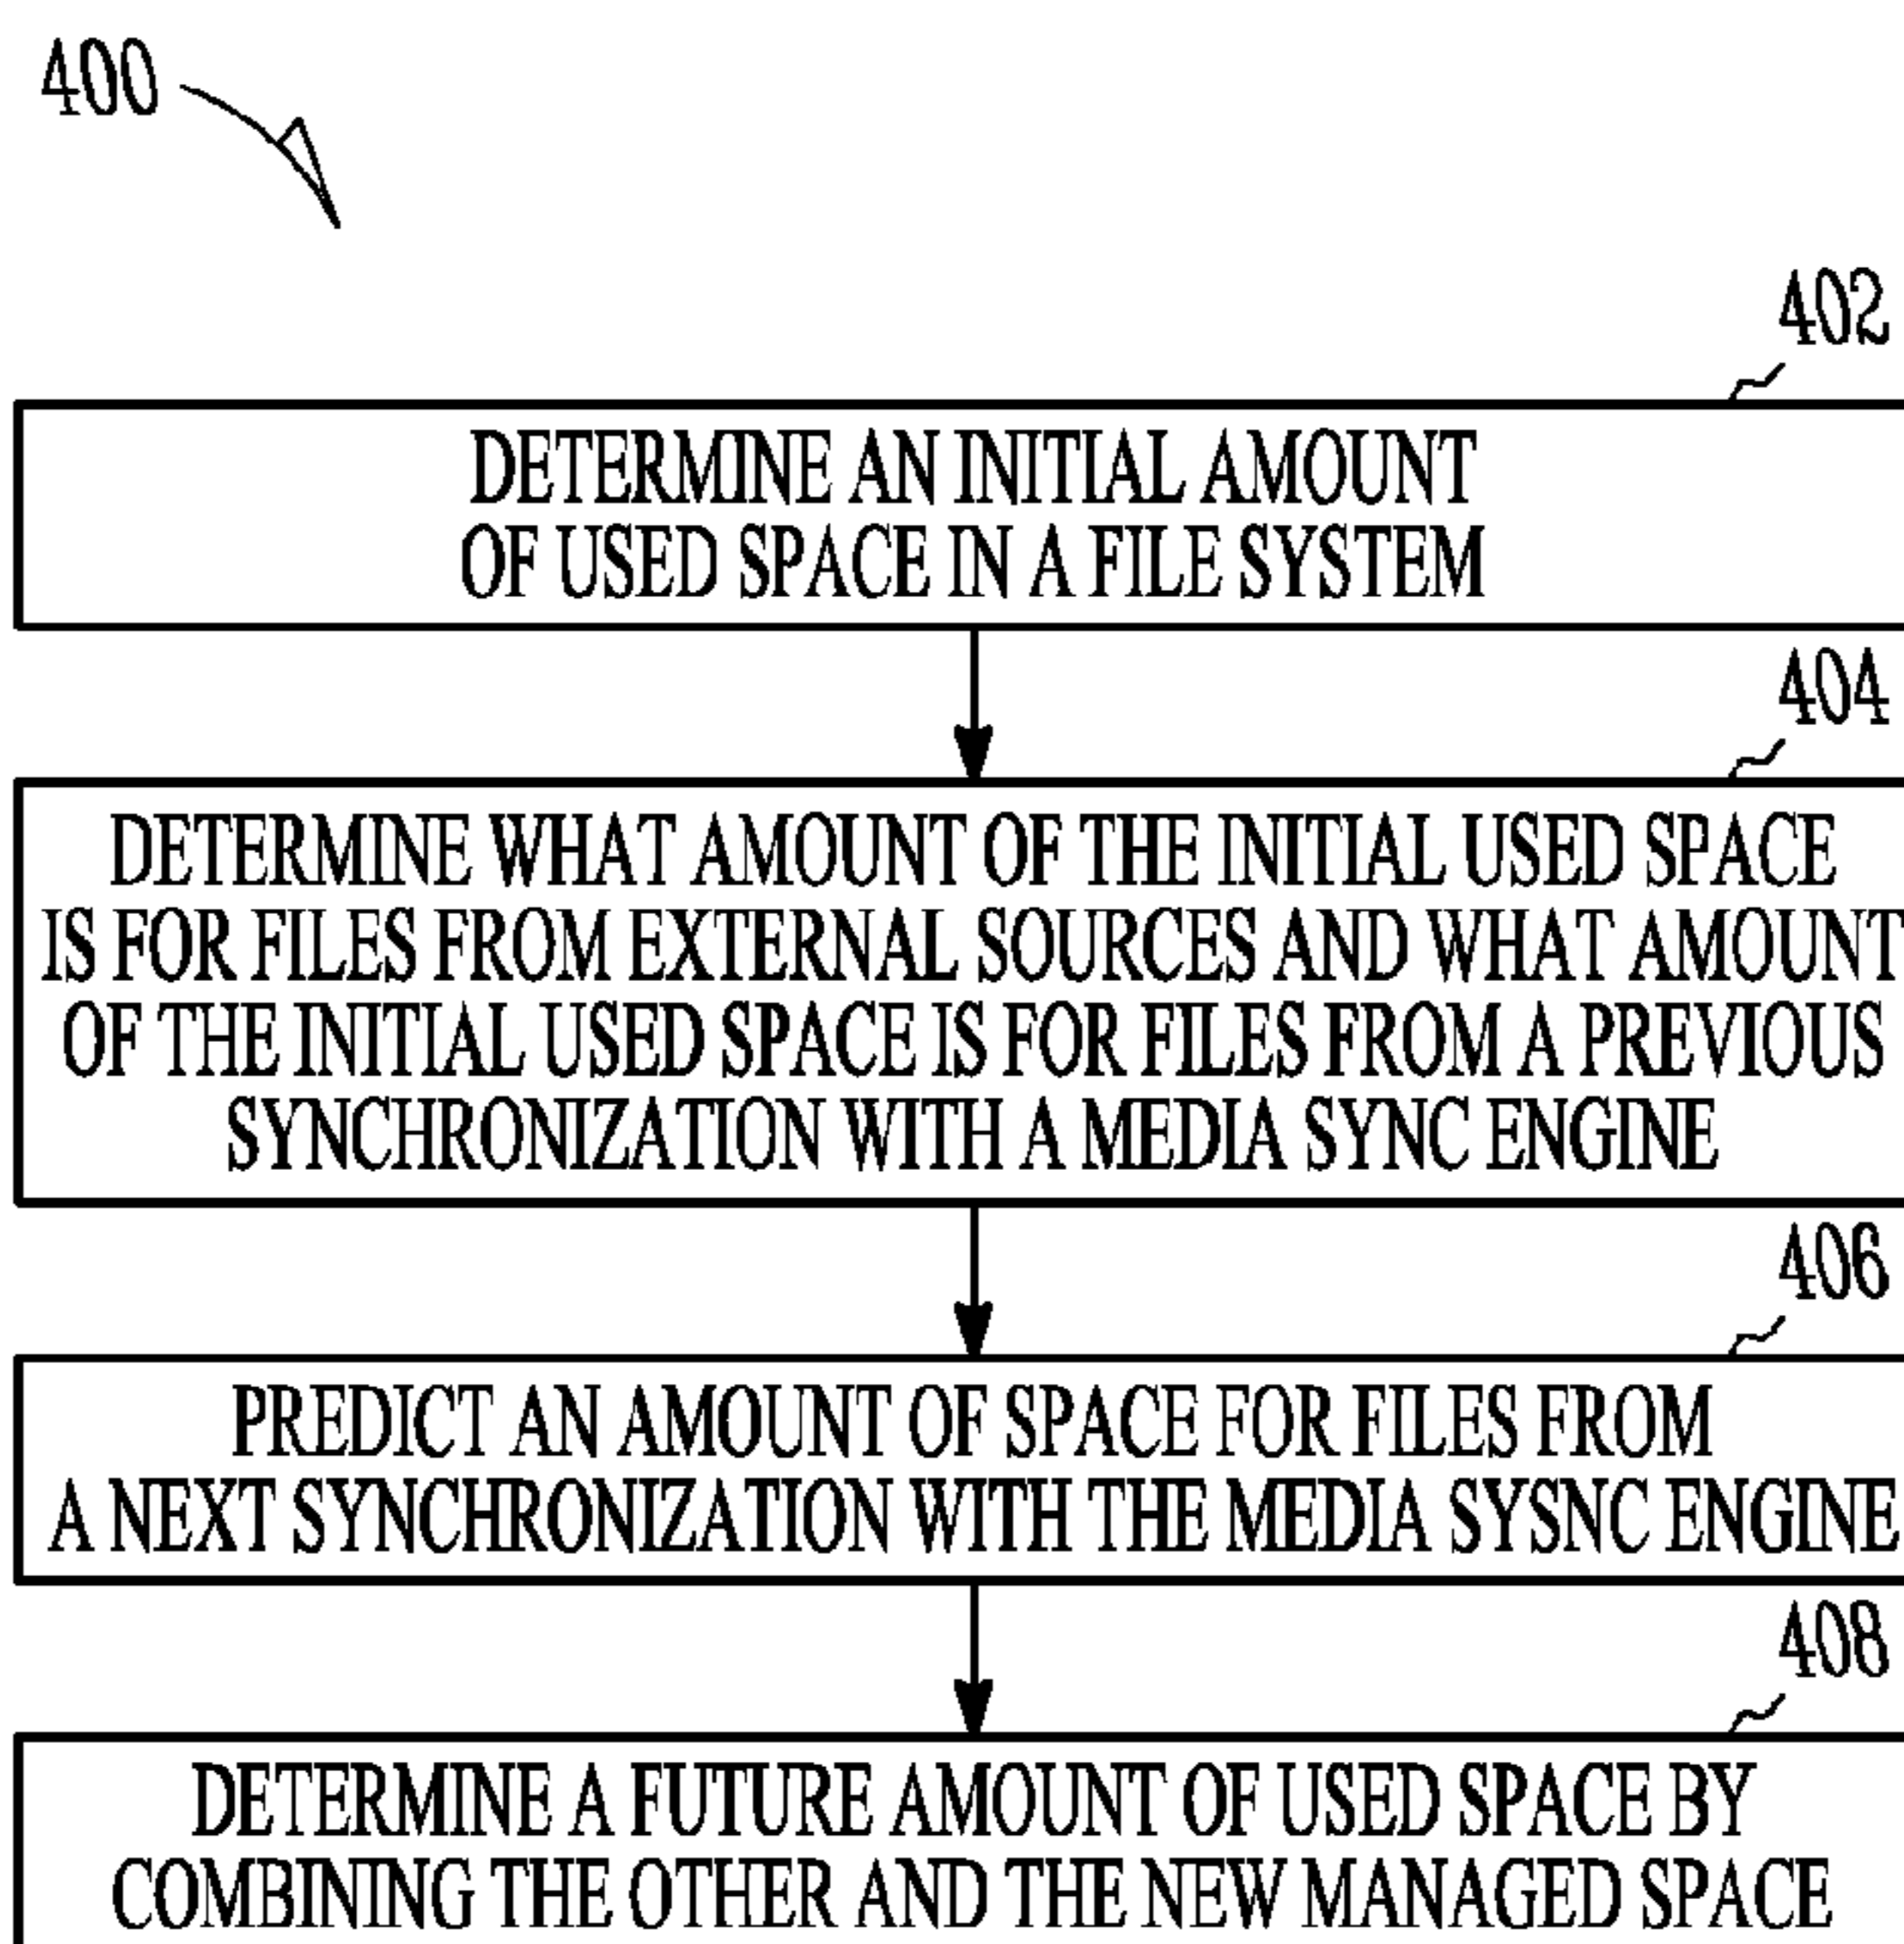 400
402
DETERMINE AN INITIAL AMOUNT
OF USED SPACE IN A FILE SYSTEM
404
DETERMINE WHAT AMOUNT OF THE INITIAL USED SPACE
IS FOR FILES FROM EXTERNAL SOURCES AND WHAT AMOUNT
OF THE INITIAL USED SPACE IS FOR FILES FROM A PREVIOUS
SYNCHRONIZATION WITH A MEDIA SYNC ENGINE
406
PREDICT AN AMOUNT OF SPACE FOR FILES FROM
A NEXT SYNCHRONIZATION WITH THE MEDIA SYSNC ENGINE
408
DETERMINE A FUTURE AMOUNT OF USED SPACE BY
COMBINING THE OTHER AND THE NEW MANAGED SPACE